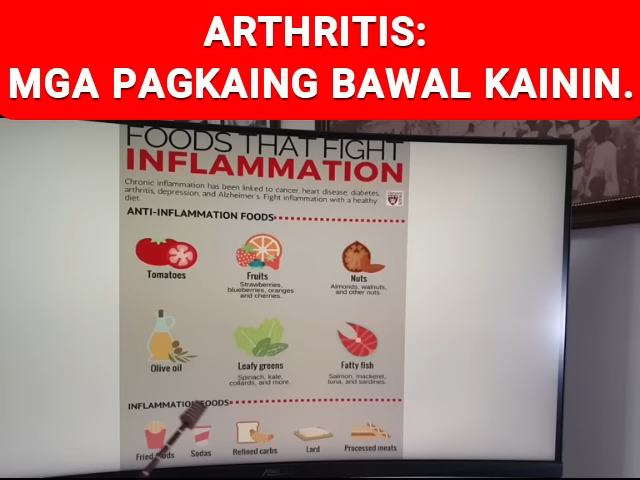 ARTHRITIS:
MGA PAGKAING BAWAL KAININ.
FOODS THAT FIGHT
INFLAMMATION
Chronic inflammation has been linked to cancer, heart disease, diabetes,
arthritis, depression, and Alzheimer's. Fight inflammation with a healthy
diet.
ANTI-INFLAMMATION FOODS
Tomatoes
Fruits
Strawberries,
blueberries, oranges
and cherries.
Nuts
Almonds, walnuts,
and other nuts.
Olive oil
Leafy greens
Spinach, kale,
collards, and more.
Fatty fish
Salmon, mackerel,
tuna, and sardines.
INFLAMMATION FOODS
Fried
Sodas
Refined carbs
Lard
Processed meats